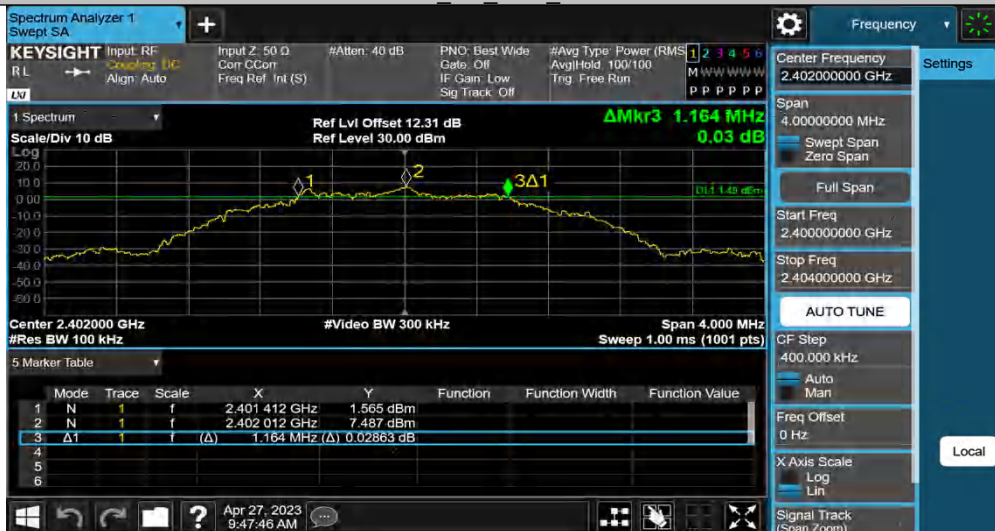 Spectrum Analyzer 1
Swept SA
+
Frequency
KEYSIGHT
RL
LXI
Input: RF
Coupling: DC
Align: Auto
Input Z: 50 Ω
Corr CCorr
Freq Ref: Int (S)
#Atten: 40 dB
PNO: Best Wide
Gate: Off
IF Gain: Low
Sig Track: Off
#Avg Type: Power (RMS
Avg|Hold: 100/100
Trig: Free Run
1 2 3 4 5 6
M W W W W W
P P P P P P
1 Spectrum
Scale/Div 10 dB
Ref Lvl Offset 12.31 dB
Ref Level 30.00 dBm
ΔMkr3 1.164 MHz
0.03 dB
Log
20.0
10.0
0.00
-10.0
-20.0
-30.0
-40.0
-50.0
-60.0
1
2
3Δ1
DL1 1.49 dBm
Center 2.402000 GHz
#Res BW 100 kHz
#Video BW 300 kHz
Span 4.000 MHz
Sweep 1.00 ms (1001 pts)
5 Marker Table
Mode Trace Scale X Y Function Function Width Function Value
1 N 1 f 2.401 412 GHz 1.565 dBm
2 N 1 f 2.402 012 GHz 7.487 dBm
3 Δ1 1 f (Δ) 1.164 MHz (Δ) 0.02863 dB
4
5
6
?
Apr 27, 2023
9:47:46 AM
Center Frequency
2.402000000 GHz
Settings
Span
4.00000000 MHz
Swept Span
Zero Span
Full Span
Start Freq
2.400000000 GHz
Stop Freq
2.404000000 GHz
AUTO TUNE
CF Step
400.000 kHz
Auto
Man
Freq Offset
0 Hz
X Axis Scale
Log
Lin
Local
Signal Track
(Span Zoom)